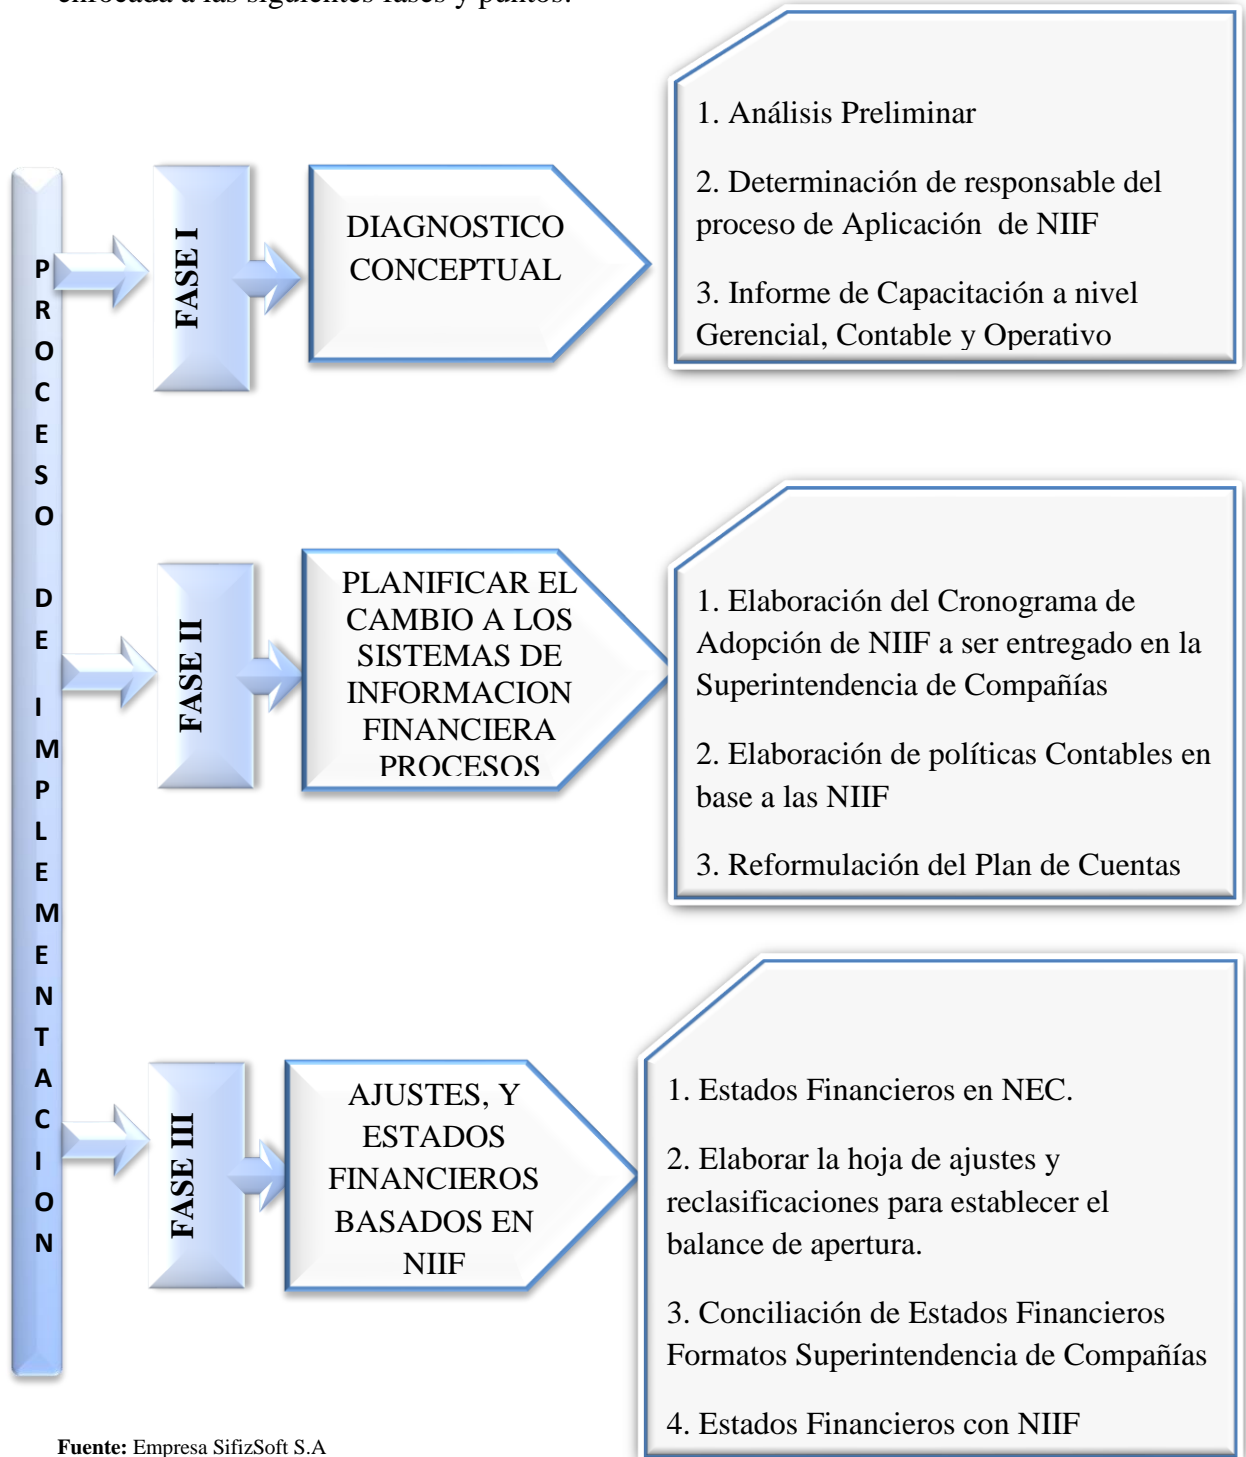 enfocada a las siguientes fases y puntos:
PROCESO DE IMPLEMENTACION
FASE I
DIAGNOSTICO
CONCEPTUAL
1. Análisis Preliminar
2. Determinación de responsable del
proceso de Aplicación de NIIF
3. Informe de Capacitación a nivel
Gerencial, Contable y Operativo
FASE II
PLANIFICAR EL
CAMBIO A LOS
SISTEMAS DE
INFORMACION
FINANCIERA
PROCESOS
1. Elaboración del Cronograma de
Adopción de NIIF a ser entregado en la
Superintendencia de Compañías
2. Elaboración de políticas Contables en
base a las NIIF
3. Reformulación del Plan de Cuentas
FASE III
AJUSTES, Y
ESTADOS
FINANCIEROS
BASADOS EN
NIIF
1. Estados Financieros en NEC.
2. Elaborar la hoja de ajustes y
reclasificaciones para establecer el
balance de apertura.
3. Conciliación de Estados Financieros
Formatos Superintendencia de Compañías
4. Estados Financieros con NIIF
Fuente: Empresa SifizSoft S.A